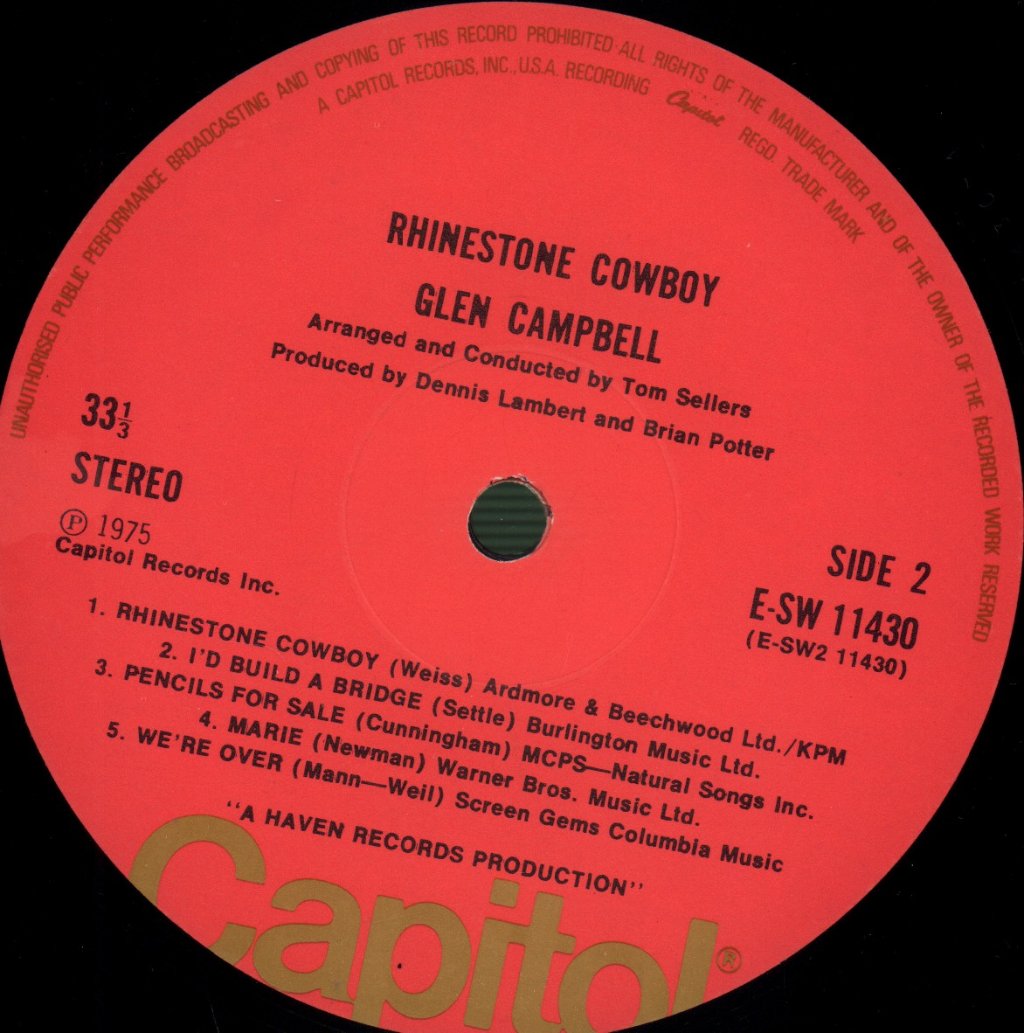 UNAUTHORISED PUBLIC PERFORMANCE BROADCASTING AND COPYING OF THIS RECORD PROHIBITED·ALL RIGHTS OF THE MANUFACTURER AND OF THE OWNER OF THE RECORDED WORK RESERVED
A CAPITOL RECORDS, INC., U.S.A. RECORDING Capitol REGD. TRADE MARK
RHINESTONE COWBOY
GLEN CAMPBELL
Arranged and Conducted by Tom Sellers
Produced by Dennis Lambert and Brian Potter
33⅓
STEREO
Ⓟ 1975
Capitol Records Inc.
SIDE 2
E-SW 11430
(E-SW2 11430)
1. RHINESTONE COWBOY (Weiss) Ardmore & Beechwood Ltd./KPM
2. I'D BUILD A BRIDGE (Settle) Burlington Music Ltd.
3. PENCILS FOR SALE (Cunningham) MCPS—Natural Songs Inc.
4. MARIE (Newman) Warner Bros. Music Ltd.
5. WE'RE OVER (Mann—Weil) Screen Gems Columbia Music
"A HAVEN RECORDS PRODUCTION"
Capitol®